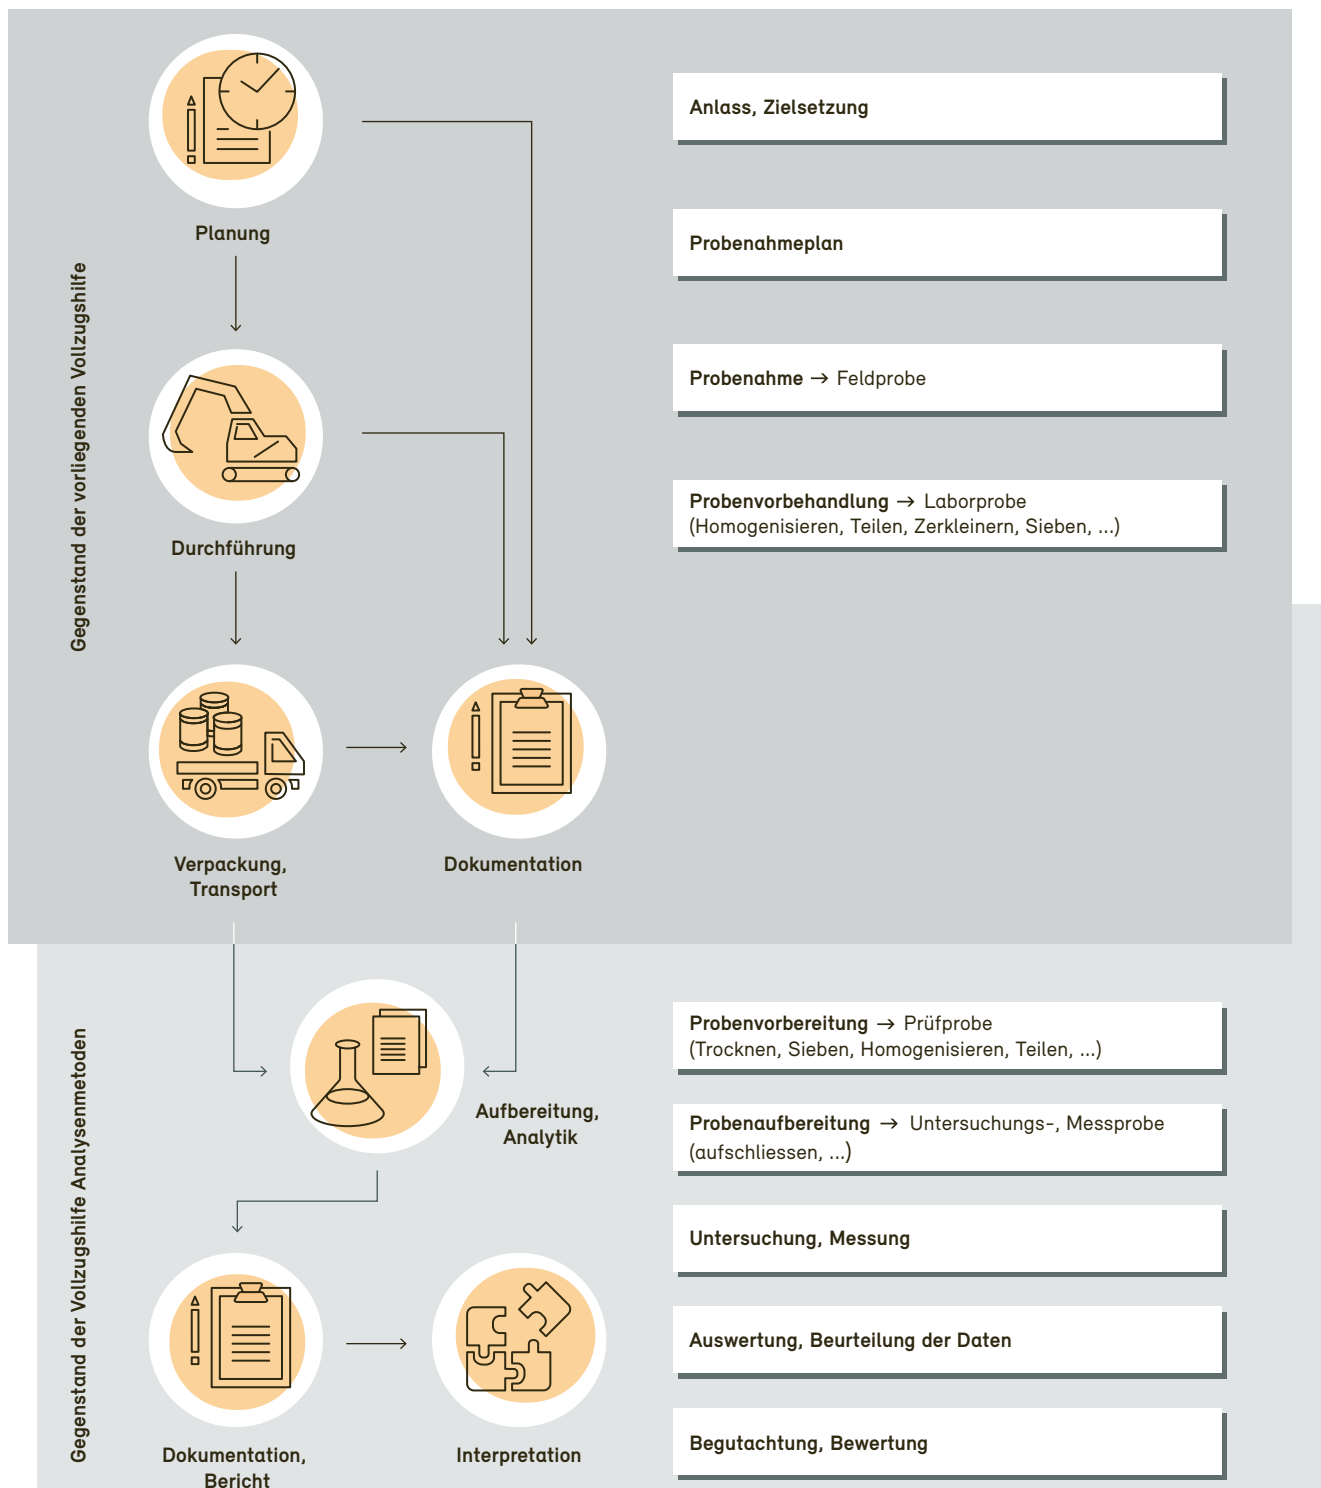 Gegenstand der vorliegenden Vollzugshilfe
Planung
Durchführung
Verpackung,
Transport
Dokumentation
Anlass, Zielsetzung
Probenahmeplan
Probenahme → Feldprobe
Probenvorbehandlung → Laborprobe
(Homogenisieren, Teilen, Zerkleinern, Sieben, ...)
Gegenstand der Vollzugshilfe Analysenmetoden
Aufbereitung,
Analytik
Dokumentation,
Bericht
Interpretation
Probenvorbereitung → Prüfprobe
(Trocknen, Sieben, Homogenisieren, Teilen, ...)
Probenaufbereitung → Untersuchungs-, Messprobe
(aufschliessen, ...)
Untersuchung, Messung
Auswertung, Beurteilung der Daten
Begutachtung, Bewertung